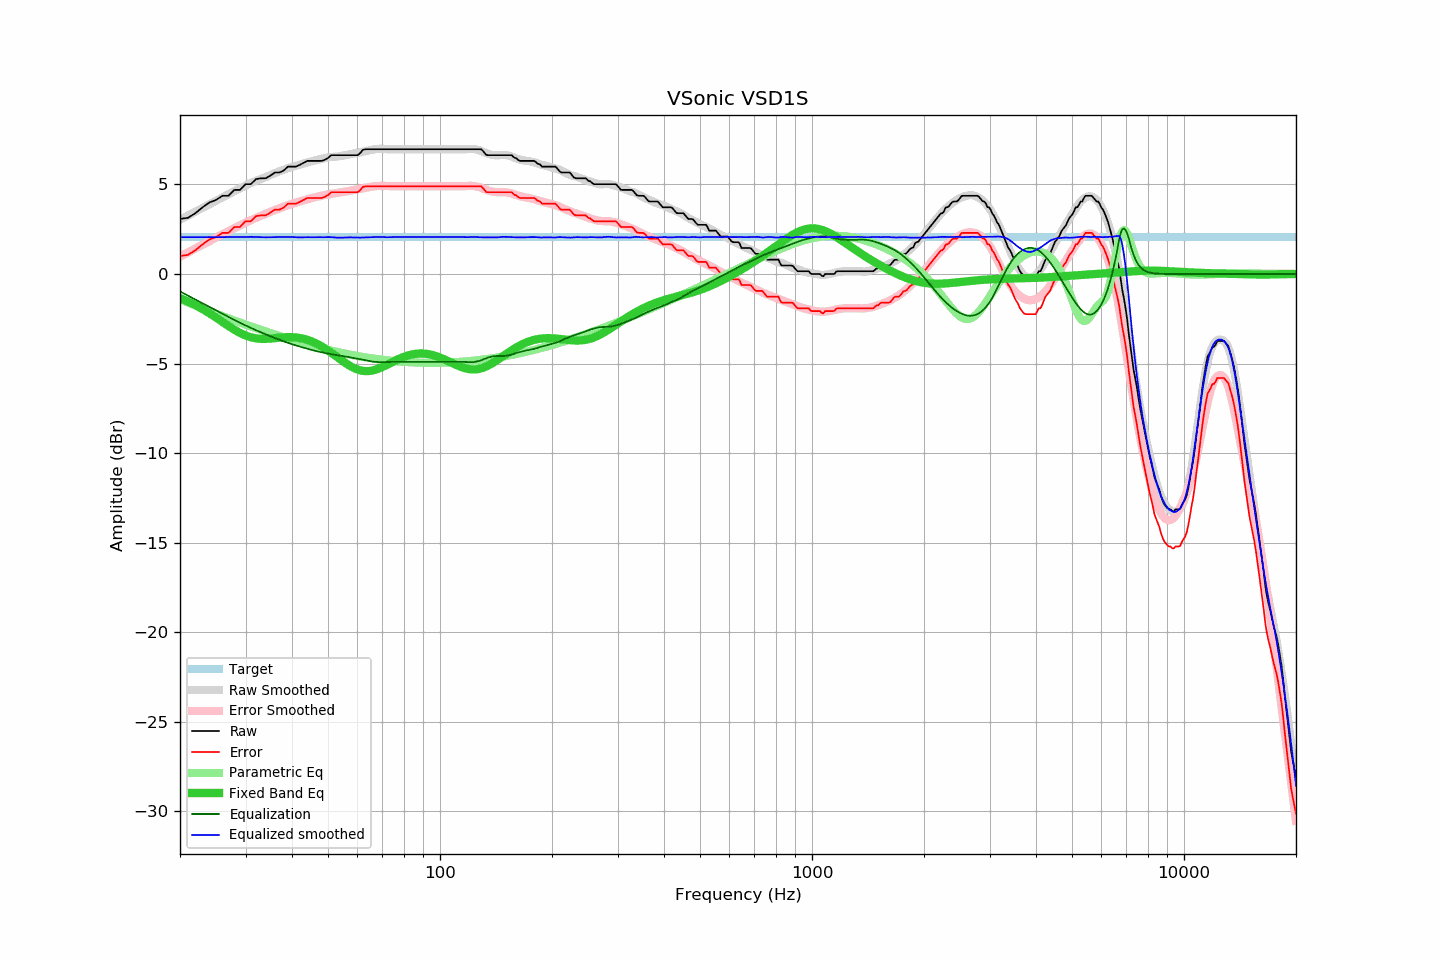 VSonic VSD1S
5
0
−5
−10
−15
−20
−25
−30
Amplitude (dBr)
Target
Raw Smoothed
Error Smoothed
Raw
Error
Parametric Eq
Fixed Band Eq
Equalization
Equalized smoothed
100
1000
10000
Frequency (Hz)